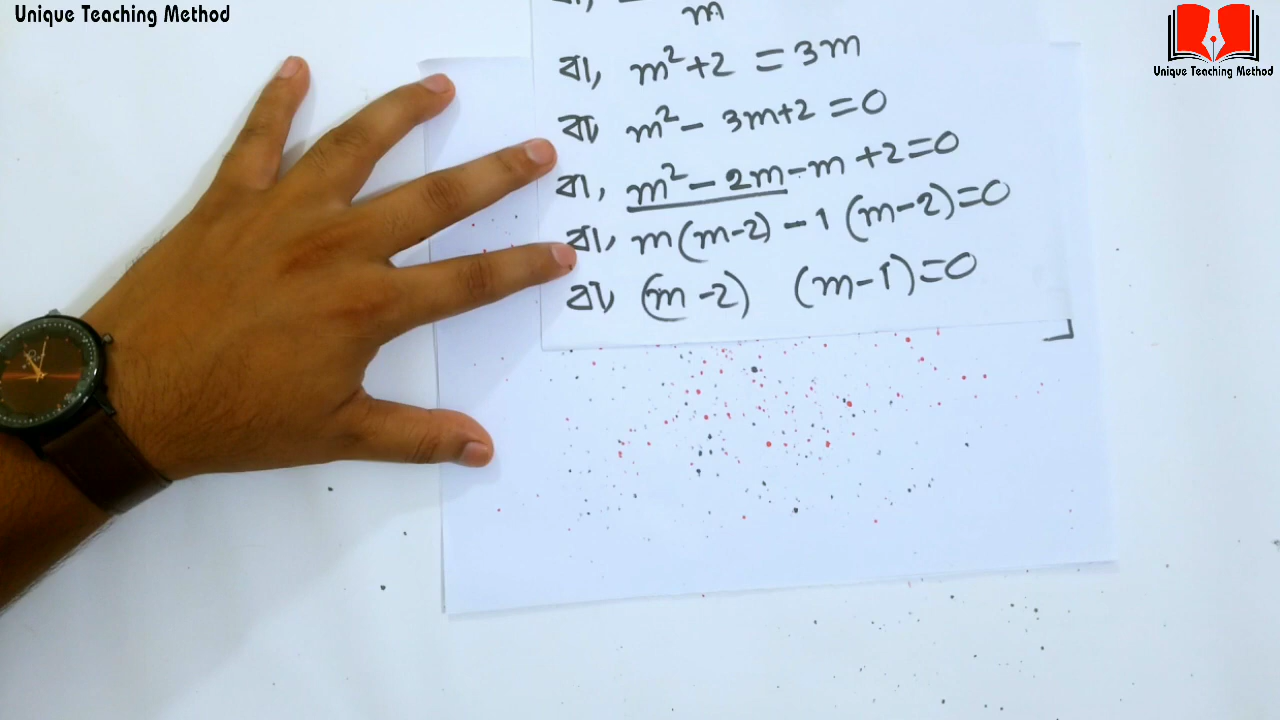 Unique Teaching Method
Unique Teaching Method
m
বা, m²+2 = 3m
বা, m² - 3m+2 = 0
বা, m² - 2m - m + 2 = 0
বা, m(m-2) - 1 (m-2) = 0
বা, (m-2) (m-1) = 0